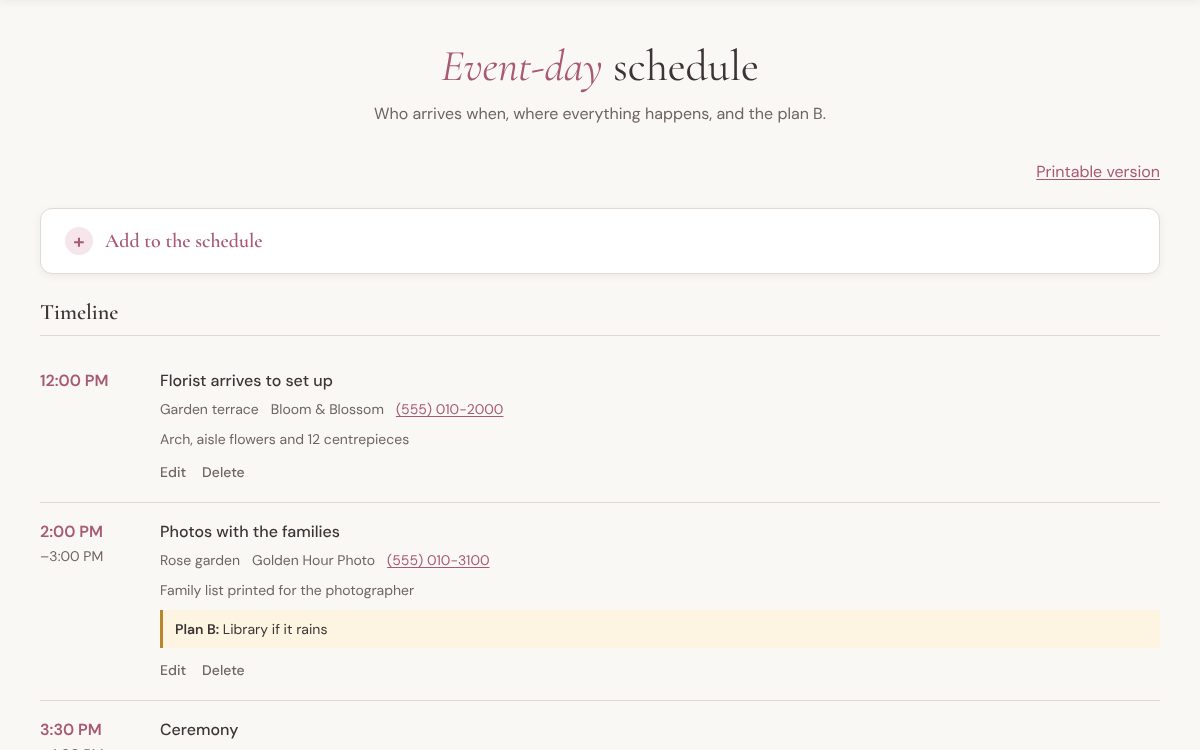 Event-day schedule
Who arrives when, where everything happens, and the plan B.
Printable version
+ Add to the schedule
Timeline
12:00 PM
Florist arrives to set up
Garden terrace Bloom & Blossom (555) 010-2000
Arch, aisle flowers and 12 centrepieces
Edit Delete
2:00 PM
–3:00 PM
Photos with the families
Rose garden Golden Hour Photo (555) 010-3100
Family list printed for the photographer
Plan B: Library if it rains
Edit Delete
3:30 PM
Ceremony